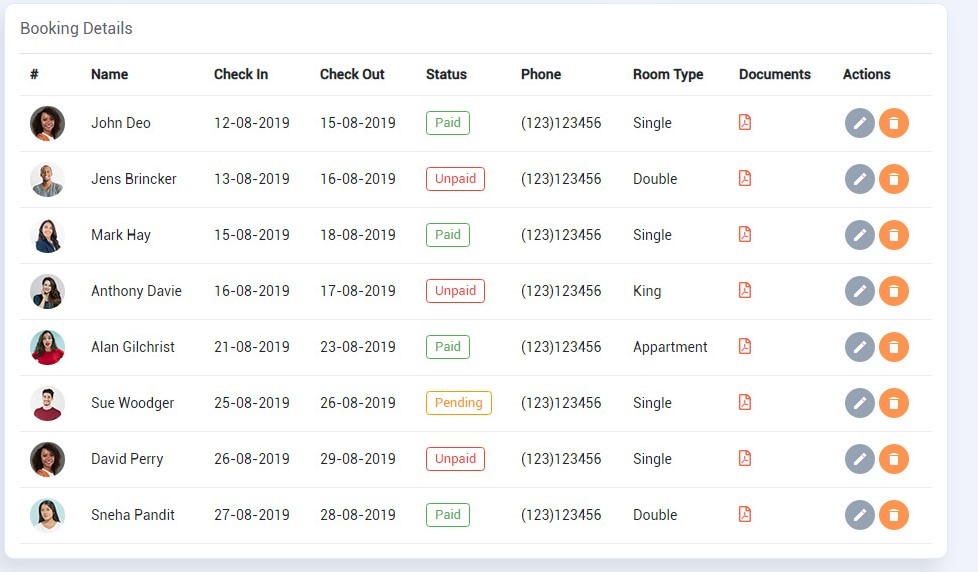 Booking Details
# Name Check In Check Out Status Phone Room Type Documents Actions
John Deo 12-08-2019 15-08-2019 Paid (123)123456 Single
Jens Brincker 13-08-2019 16-08-2019 Unpaid (123)123456 Double
Mark Hay 15-08-2019 18-08-2019 Paid (123)123456 Single
Anthony Davie 16-08-2019 17-08-2019 Unpaid (123)123456 King
Alan Gilchrist 21-08-2019 23-08-2019 Paid (123)123456 Appartment
Sue Woodger 25-08-2019 26-08-2019 Pending (123)123456 Single
David Perry 26-08-2019 29-08-2019 Unpaid (123)123456 Single
Sneha Pandit 27-08-2019 28-08-2019 Paid (123)123456 Double